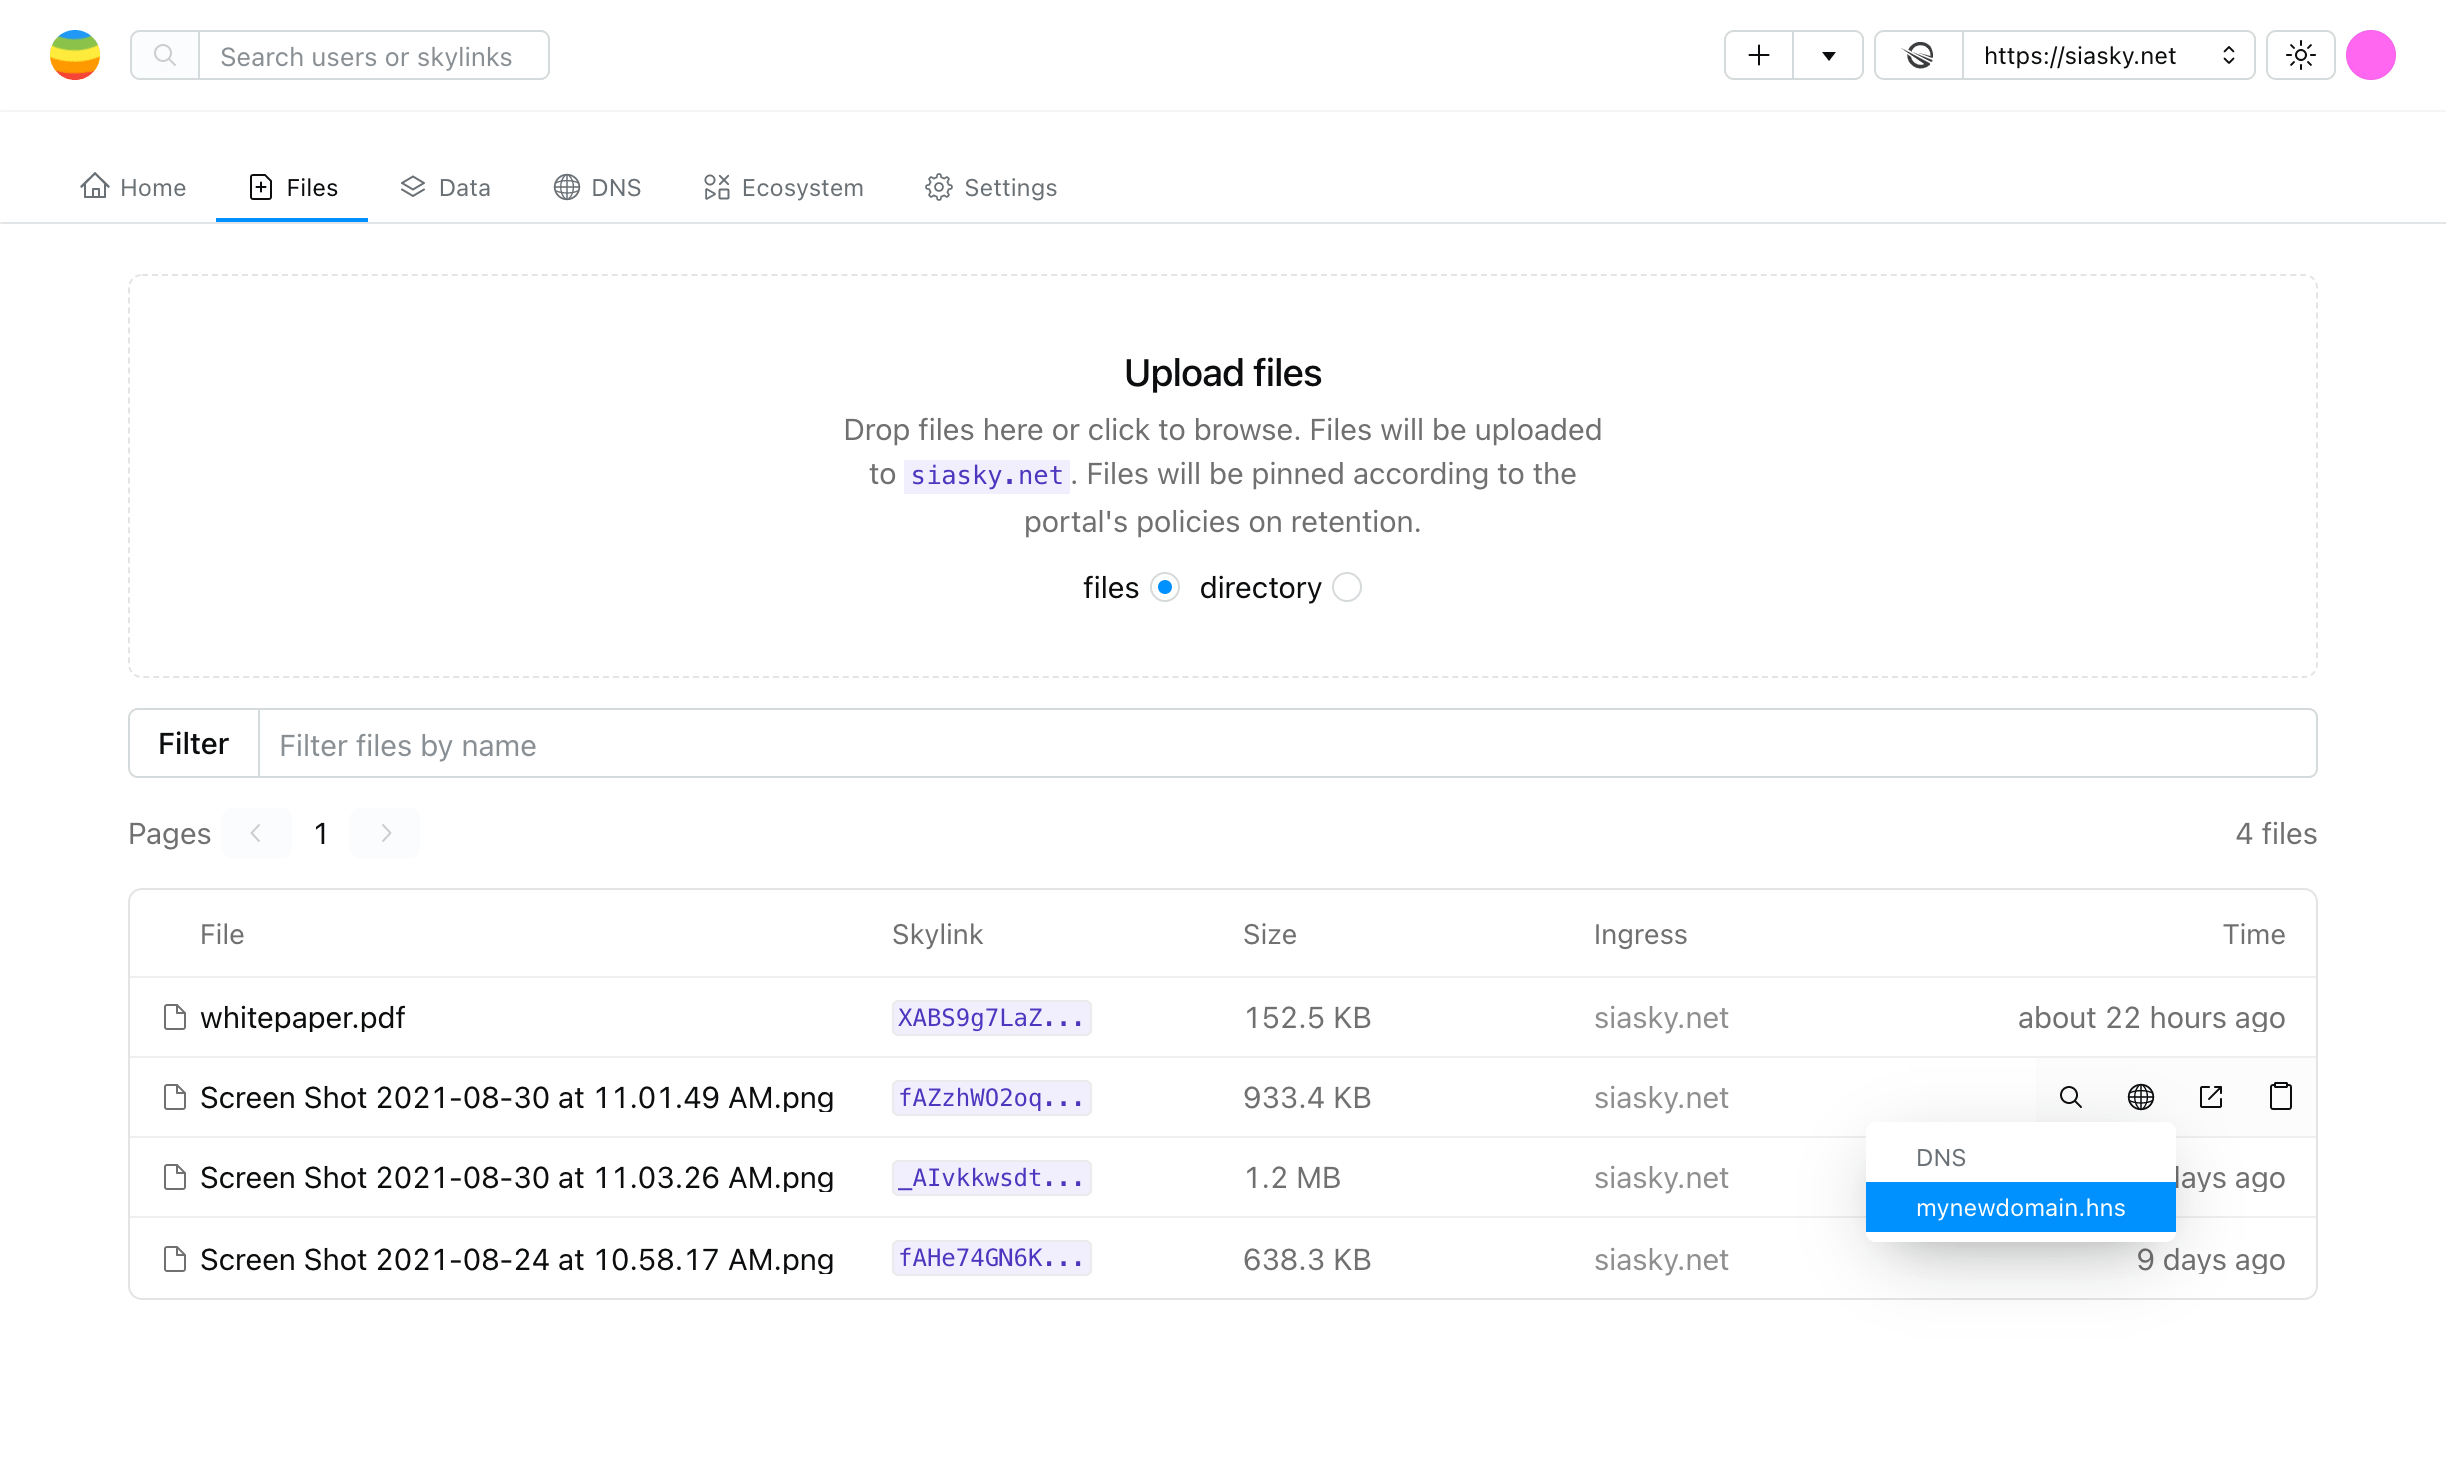 Search users or skylinks
https://siasky.net
Home Files Data DNS Ecosystem Settings
Upload files
Drop files here or click to browse. Files will be uploaded
to siasky.net. Files will be pinned according to the
portal's policies on retention.
files directory
Filter Filter files by name
Pages 1 4 files
File Skylink Size Ingress Time
whitepaper.pdf XABS9g7LaZ... 152.5 KB siasky.net about 22 hours ago
Screen Shot 2021-08-30 at 11.01.49 AM.png fAZzhWO2oq... 933.4 KB siasky.net
DNS
Screen Shot 2021-08-30 at 11.03.26 AM.png _AIvkkwsdt... 1.2 MB siasky.net ago
mynewdomain.hns
Screen Shot 2021-08-24 at 10.58.17 AM.png fAHe74GN6K... 638.3 KB siasky.net 9 days ago